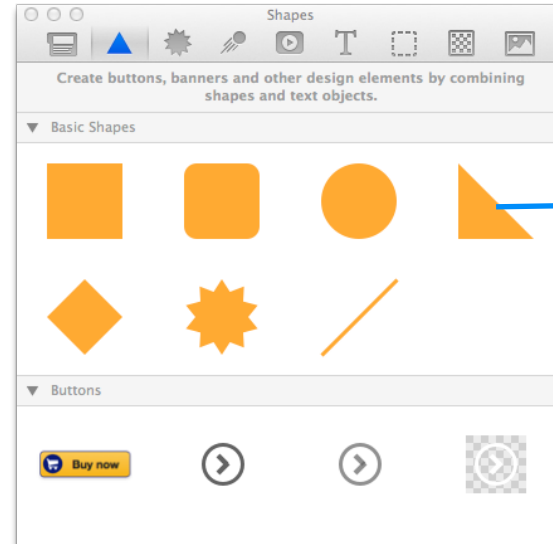 Shapes
Create buttons, banners and other design elements by combining
shapes and text objects.
Basic Shapes
Buttons
Buy now